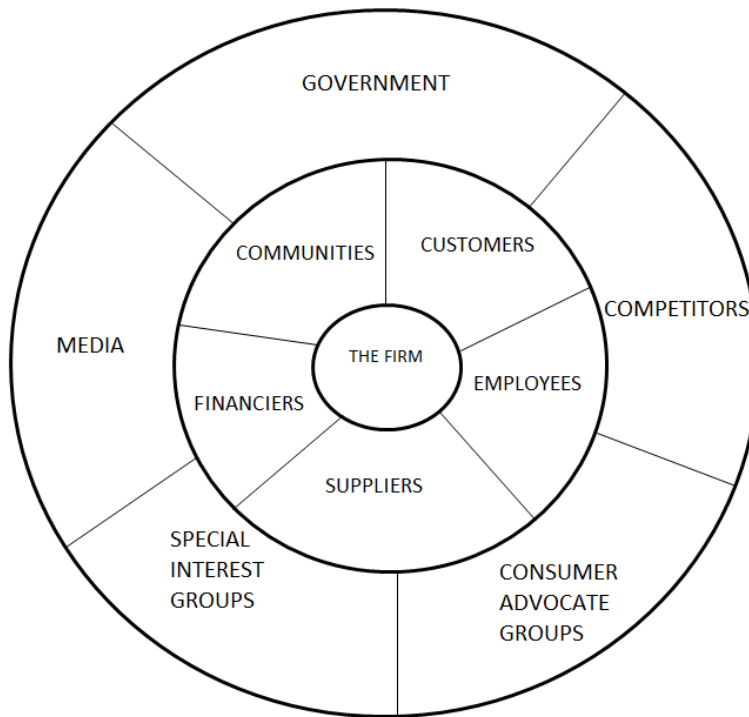 GOVERNMENT
COMMUNITIES
CUSTOMERS
COMPETITORS
MEDIA
THE FIRM
EMPLOYEES
FINANCIERS
SUPPLIERS
SPECIAL
INTEREST
GROUPS
CONSUMER
ADVOCATE
GROUPS